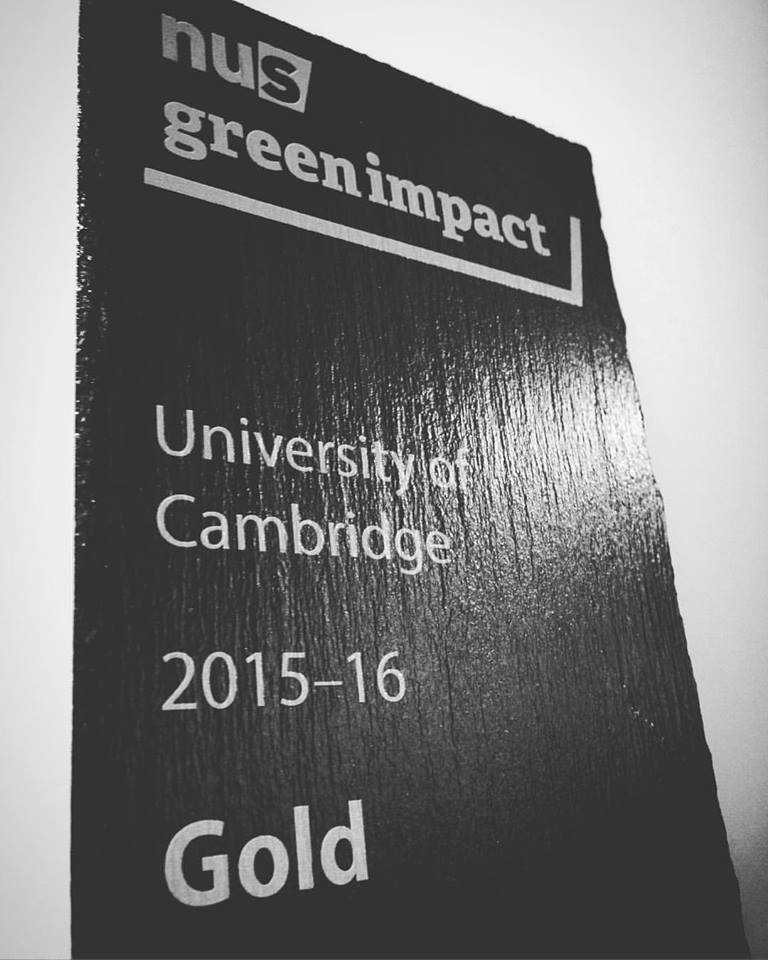 nus
greenimpact
University of
Cambridge
2015–16
Gold